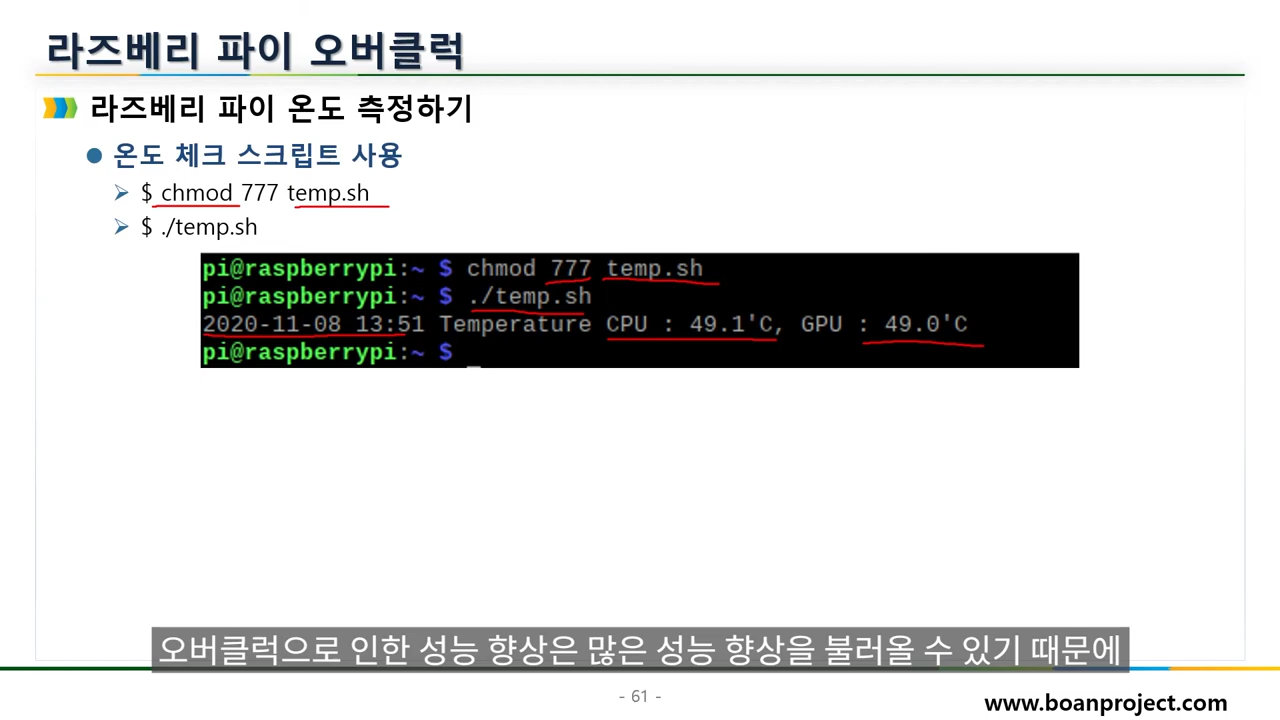 라즈베리 파이 오버클럭
라즈베리 파이 온도 측정하기
온도 체크 스크립트 사용
$ chmod 777 temp.sh
$ ./temp.sh
pi@raspberrypi:~ $ chmod 777 temp.sh
pi@raspberrypi:~ $ ./temp.sh
2020-11-08 13:51 Temperature CPU : 49.1'C, GPU : 49.0'C
pi@raspberrypi:~ $
오버클럭으로 인한 성능 향상은 많은 성능 향상을 불러올 수 있기 때문에
- 61 -
www.boanproject.com